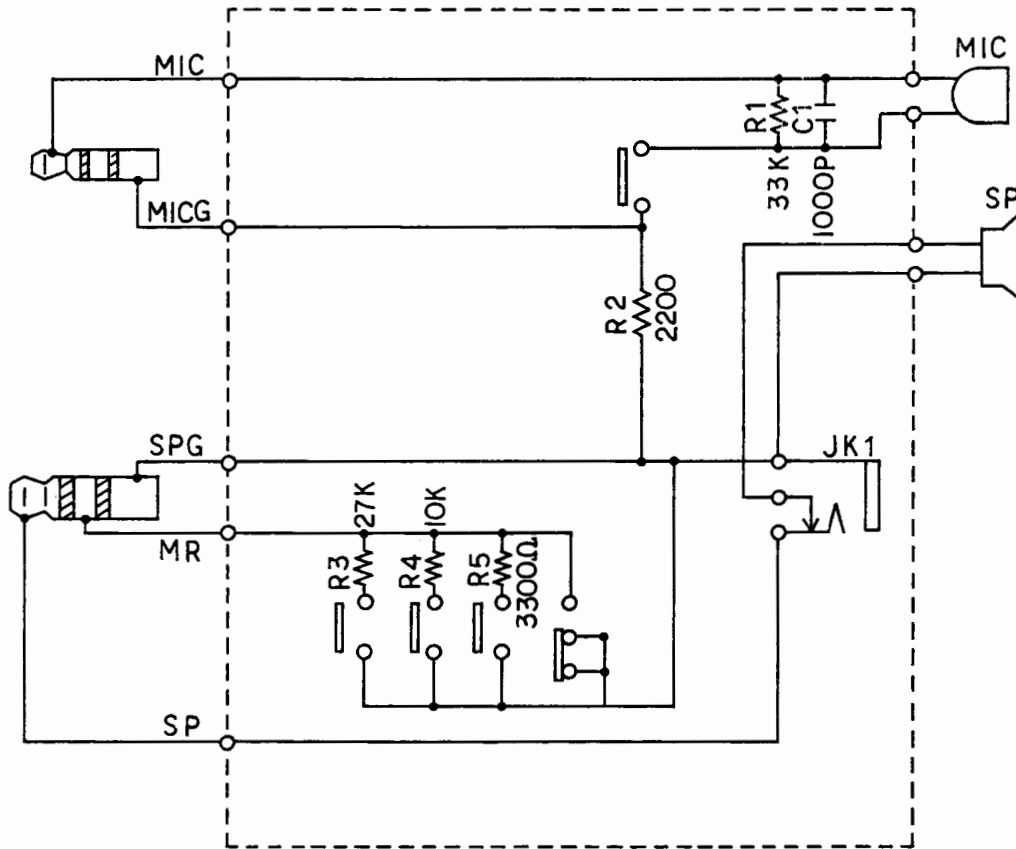 MIC
MIC
R1
33K
C1
1000P
MICG
SP
R2
2200
SPG
JK1
27K
10K
MR
R3
R4
R5
3300Ω
SP